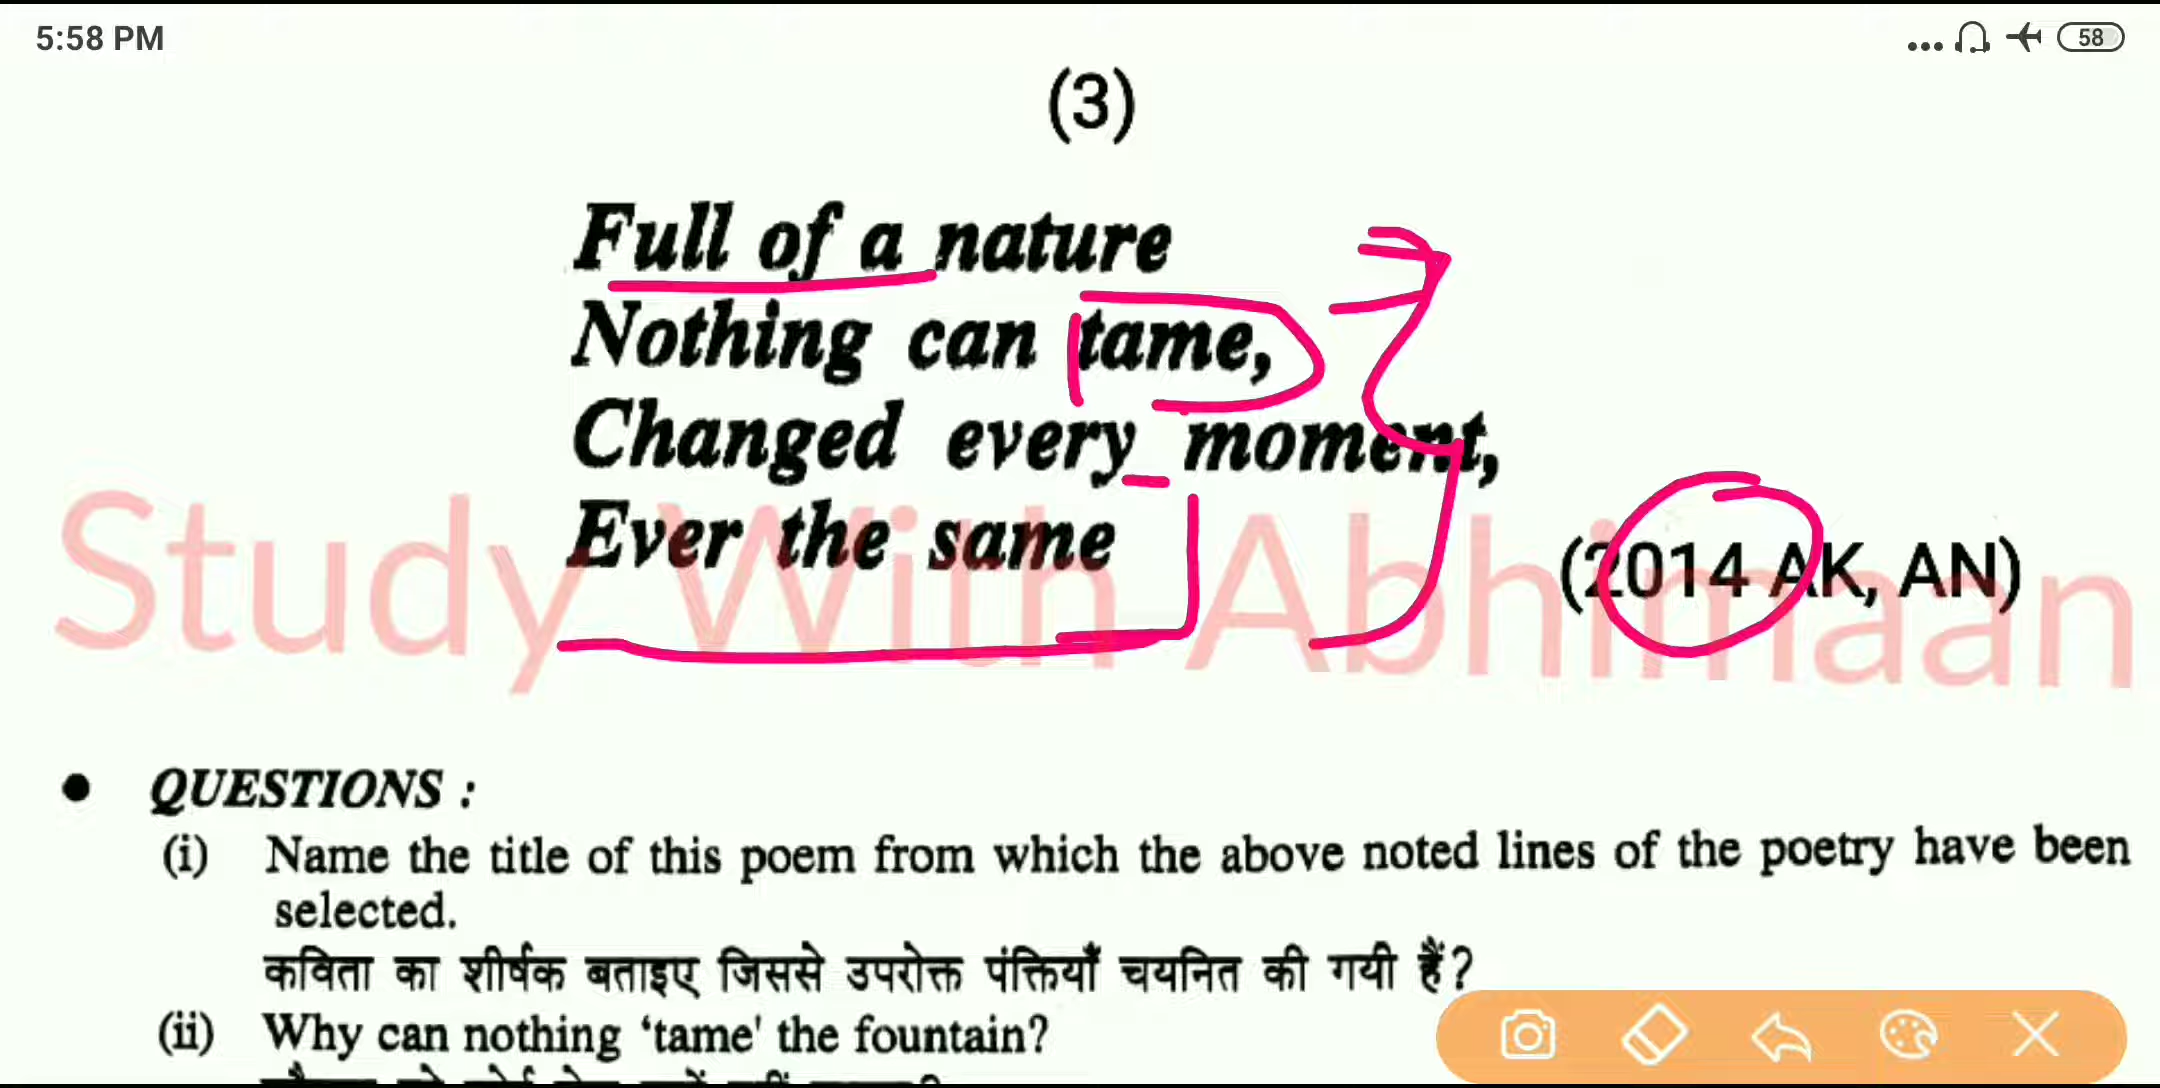 5:58 PM
58
(3)
Full of a nature
Nothing can tame,
Changed every moment,
Ever the same
(2014 AK, AN)
Study With Abhimaan
• QUESTIONS :
(i) Name the title of this poem from which the above noted lines of the poetry have been
selected.
कविता का शीर्षक बताइए जिससे उपरोक्त पंक्तियाँ चयनित की गयी हैं?
(ii) Why can nothing ‘tame' the fountain?